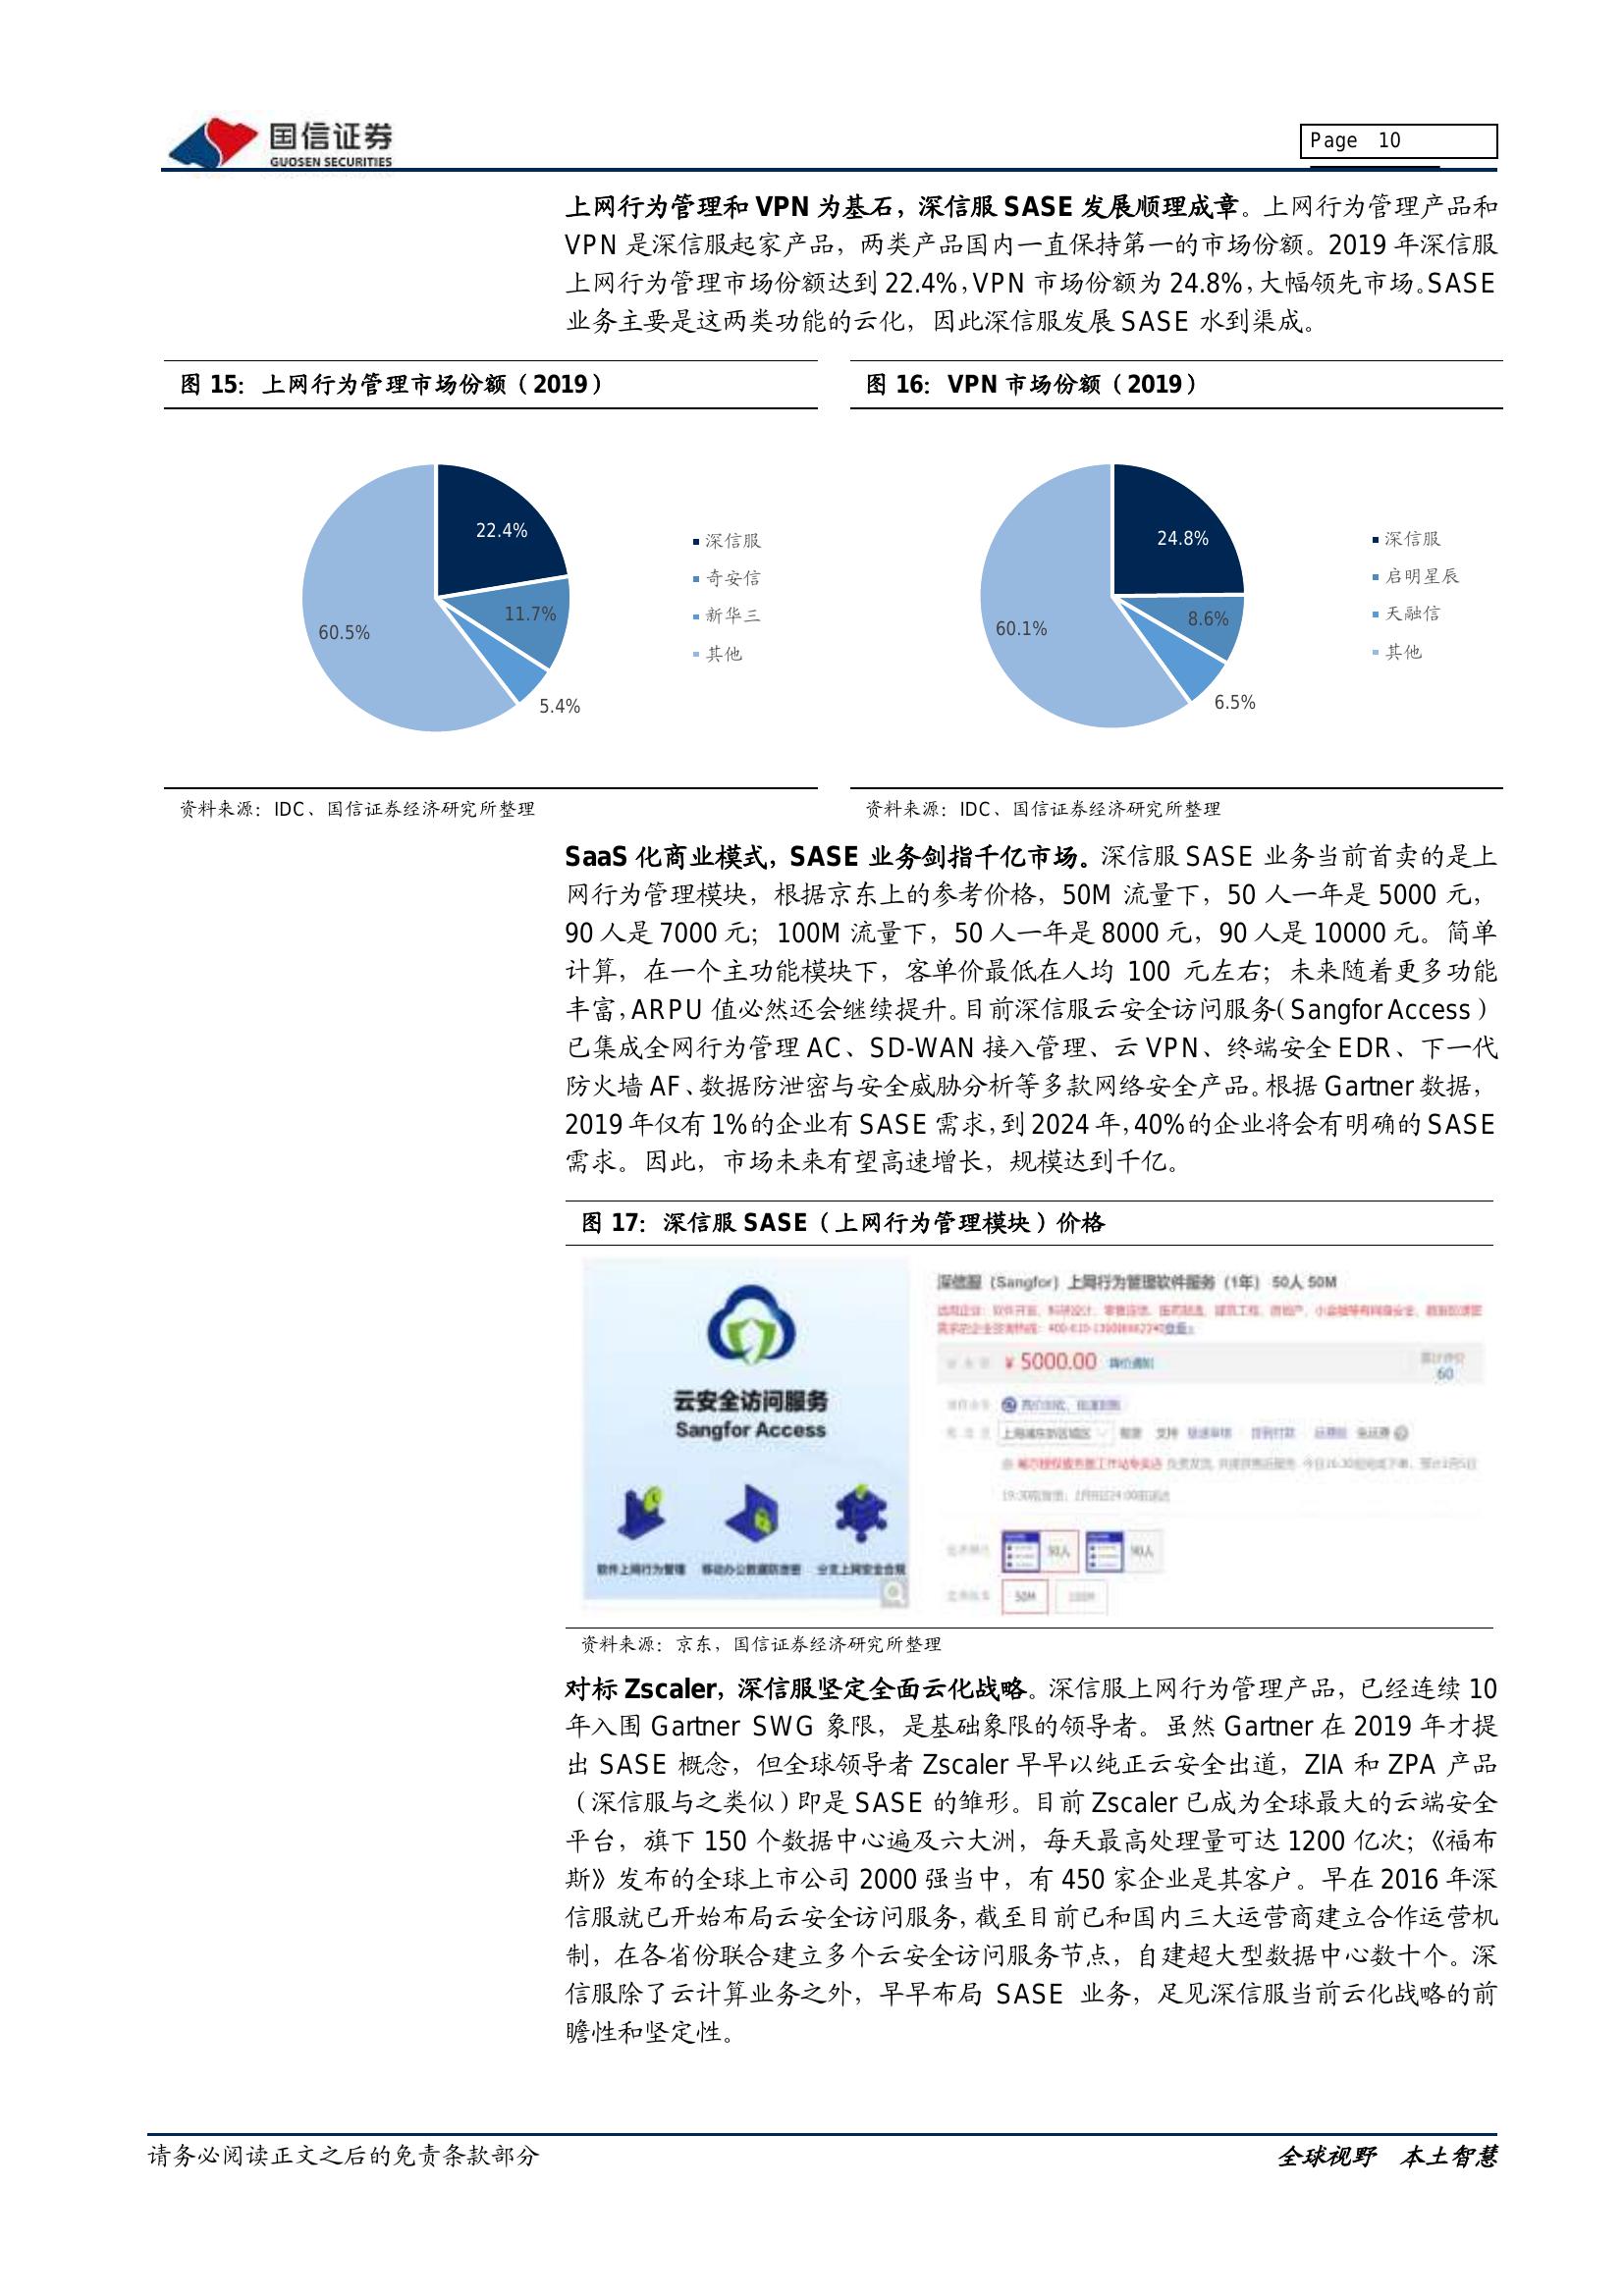 国信证券
GUOSEN SECURITIES
Page 10
上网行为管理和 VPN 为基石，深信服 SASE 发展顺理成章。上网行为管理产品和
VPN 是深信服起家产品，两类产品国内一直保持第一的市场份额。2019 年深信服
上网行为管理市场份额达到 22.4%，VPN 市场份额为 24.8%，大幅领先市场。SASE
业务主要是这两类功能的云化，因此深信服发展 SASE 水到渠成。
图 15：上网行为管理市场份额（2019）
22.4%
11.7%
5.4%
60.5%
深信服
奇安信
新华三
其他
资料来源：IDC、国信证券经济研究所整理
图 16：VPN 市场份额（2019）
24.8%
8.6%
6.5%
60.1%
深信服
启明星辰
天融信
其他
资料来源：IDC、国信证券经济研究所整理
SaaS 化商业模式，SASE 业务剑指千亿市场。深信服 SASE 业务当前首卖的是上
网行为管理模块，根据京东上的参考价格，50M 流量下，50 人一年是 5000 元，
90 人是 7000 元；100M 流量下，50 人一年是 8000 元，90 人是 10000 元。简单
计算，在一个主功能模块下，客单价最低在人均 100 元左右；未来随着更多功能
丰富，ARPU 值必然还会继续提升。目前深信服云安全访问服务（Sangfor Access）
已集成全网行为管理 AC、SD-WAN 接入管理、云 VPN、终端安全 EDR、下一代
防火墙 AF、数据防泄密与安全威胁分析等多款网络安全产品。根据 Gartner 数据，
2019 年仅有 1%的企业有 SASE 需求，到 2024 年，40%的企业将会有明确的 SASE
需求。因此，市场未来有望高速增长，规模达到千亿。
图 17：深信服 SASE（上网行为管理模块）价格
云安全访问服务
Sangfor Access
软件上网行为管理 移动办公数据防泄密 分支上网安全合规
深信服（Sangfor）上网行为管理软件服务（1年） 50人 50M
¥ 5000.00 降价通知
累计评价
60
50人 90人
50M 100M
资料来源：京东，国信证券经济研究所整理
对标 Zscaler，深信服坚定全面云化战略。深信服上网行为管理产品，已经连续 10
年入围 Gartner SWG 象限，是基础象限的领导者。虽然 Gartner 在 2019 年才提
出 SASE 概念，但全球领导者 Zscaler 早早以纯正云安全出道，ZIA 和 ZPA 产品
（深信服与之类似）即是 SASE 的雏形。目前 Zscaler 已成为全球最大的云端安全
平台，旗下 150 个数据中心遍及六大洲，每天最高处理量可达 1200 亿次；《福布
斯》发布的全球上市公司 2000 强当中，有 450 家企业是其客户。早在 2016 年深
信服就已开始布局云安全访问服务，截至目前已和国内三大运营商建立合作运营机
制，在各省份联合建立多个云安全访问服务节点，自建超大型数据中心数十个。深
信服除了云计算业务之外，早早布局 SASE 业务，足见深信服当前云化战略的前
瞻性和坚定性。
请务必阅读正文之后的免责条款部分
全球视野 本土智慧